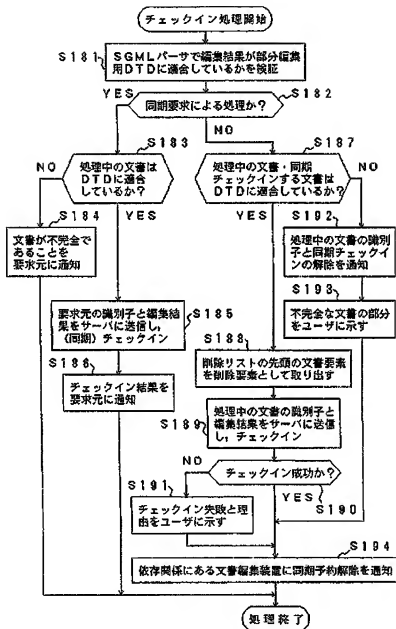 チェックイン処理開始
S181
SGMLパーサで編集結果が部分編集
用DTDに適合しているかを検証
YES
S182
同期要求による処理か?
NO
S183
S187
NO
処理中の文書は
DTDに適合
しているか?
処理中の文書・同期
チェックインする文書は
DTDに適合しているか?
NO
S184
YES
YES
S192
文書が不完全で
あることを
要求元に通知
処理中の文書の識別
子と同期チェックイ
ンの解除を通知
S193
S185
要求元の識別子と編集結
果をサーバに送信し,
(同期)チェックイン
不完全な文書の部分
をユーザに示す
S188
S186
削除リストの先頭の文書要素
を削除要素として取り出す
チェックイン結果を
要求元に通知
処理中の文書の識別子と
編集結果をサーバに送信
し,チェックイン
S189
NO
チェックイン成功か?
S191
YES
S190
チェックイン失敗と理
由をユーザに示す
S194
依存関係にある文書編集装置に同期予約解除を通知
処理終了